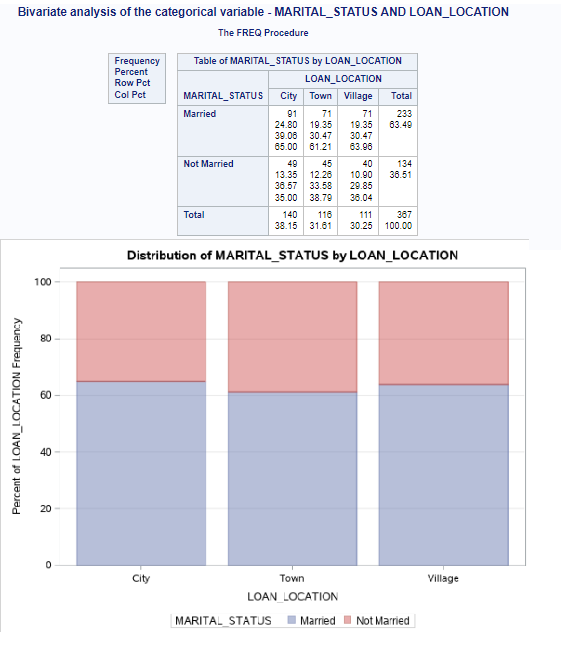 Bivariate analysis of the categorical variable - MARITAL_STATUS AND LOAN_LOCATION
The FREQ Procedure
Frequency
Percent
Row Pct
Col Pct
Table of MARITAL_STATUS by LOAN_LOCATION
LOAN_LOCATION
MARITAL_STATUS City Town Village Total
Married 91 71 71 233
24.80 19.35 19.35 63.49
39.06 30.47 30.47
65.00 61.21 63.96
Not Married 49 45 40 134
13.35 12.26 10.90 36.51
36.57 33.58 29.85
35.00 38.79 36.04
Total 140 116 111 367
38.15 31.61 30.25 100.00
Distribution of MARITAL_STATUS by LOAN_LOCATION
Percent of LOAN_LOCATION Frequency
100
80
60
40
20
0
City Town Village
LOAN_LOCATION
MARITAL_STATUS Married Not Married